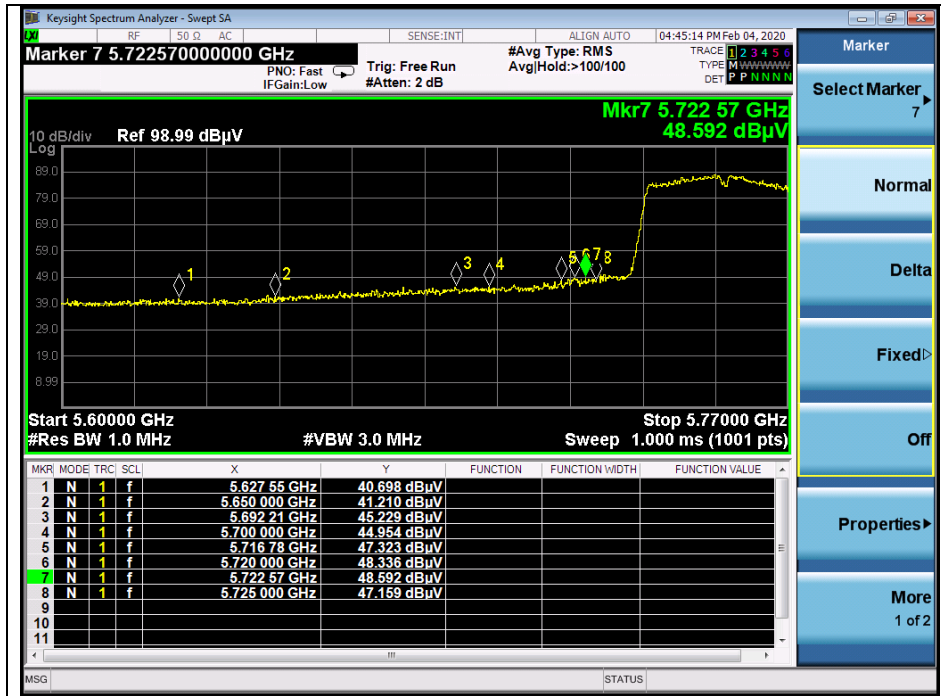 Keysight Spectrum Analyzer - Swept SA
LXI RF 50 Ω AC SENSE:INT ALIGN AUTO 04:45:14 PM Feb 04, 2020
Marker 7 5.722570000000 GHz
PNO: Fast
IFGain:Low
Trig: Free Run
#Atten: 2 dB
#Avg Type: RMS
Avg|Hold:>100/100
TRACE 1 2 3 4 5 6
TYPE M W W W W W
DET P P N N N N
Mkr7 5.722 57 GHz
48.592 dBµV
10 dB/div Ref 98.99 dBµV
Log
89.0
79.0
69.0
59.0
49.0
39.0
29.0
19.0
8.99
1
2
3
4
5 6 7 8
Start 5.60000 GHz Stop 5.77000 GHz
#Res BW 1.0 MHz #VBW 3.0 MHz Sweep 1.000 ms (1001 pts)
MKR MODE TRC SCL X Y FUNCTION FUNCTION WIDTH FUNCTION VALUE
1 N 1 f 5.627 55 GHz 40.698 dBµV
2 N 1 f 5.650 000 GHz 41.210 dBµV
3 N 1 f 5.692 21 GHz 45.229 dBµV
4 N 1 f 5.700 000 GHz 44.954 dBµV
5 N 1 f 5.716 78 GHz 47.323 dBµV
6 N 1 f 5.720 000 GHz 48.336 dBµV
7 N 1 f 5.722 57 GHz 48.592 dBµV
8 N 1 f 5.725 000 GHz 47.159 dBµV
9
10
11
MSG STATUS
Marker
Select Marker
7
Normal
Delta
Fixed
Off
Properties
More
1 of 2